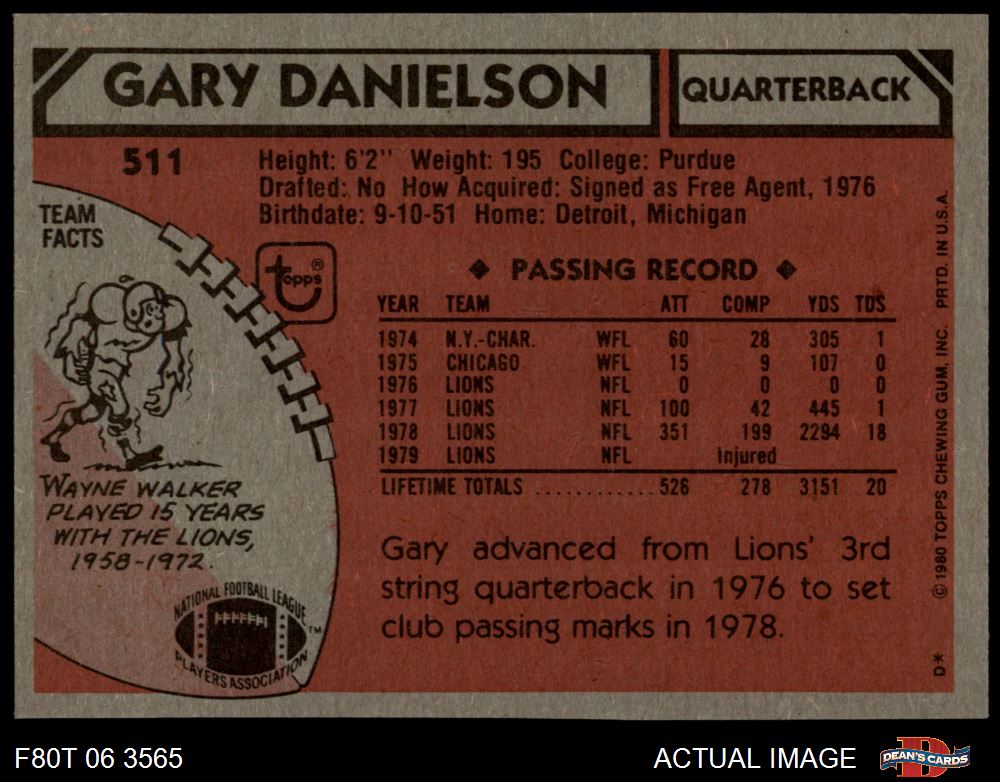 GARY DANIELSON
QUARTERBACK
511
Height: 6'2" Weight: 195 College: Purdue
Drafted: No How Acquired: Signed as Free Agent, 1976
Birthdate: 9-10-51 Home: Detroit, Michigan
TEAM
FACTS
topps®
◆ PASSING RECORD ◆
YEAR TEAM ATT COMP YDS TDS
1974 N.Y.-CHAR. WFL 60 28 305 1
1975 CHICAGO WFL 15 9 107 0
1976 LIONS NFL 0 0 0 0
1977 LIONS NFL 100 42 445 1
1978 LIONS NFL 351 199 2294 18
1979 LIONS NFL injured
LIFETIME TOTALS ............ 526 278 3151 20
WAYNE WALKER
PLAYED 15 YEARS
WITH THE LIONS,
1958-1972.
NATIONAL FOOTBALL LEAGUE
PLAYERS ASSOCIATION
TM
Gary advanced from Lions' 3rd
string quarterback in 1976 to set
club passing marks in 1978.
D* © 1980 TOPPS CHEWING GUM, INC. PRTD. IN U.S.A.
F80T 06 3565
ACTUAL IMAGE
D
DEAN'S CARDS